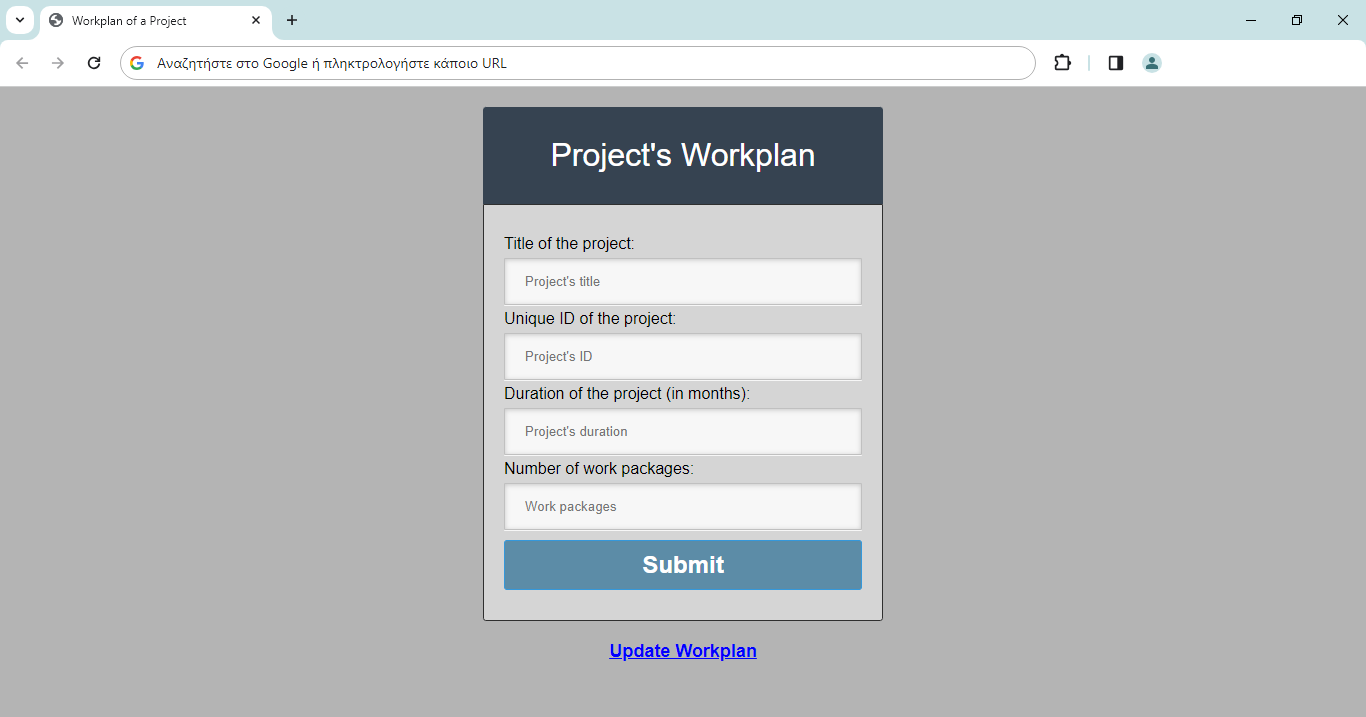 Workplan of a Project
Αναζητήστε στο Google ή πληκτρολογήστε κάποιο URL
Project's Workplan
Title of the project:
Project's title
Unique ID of the project:
Project's ID
Duration of the project (in months):
Project's duration
Number of work packages:
Work packages
Submit
Update Workplan